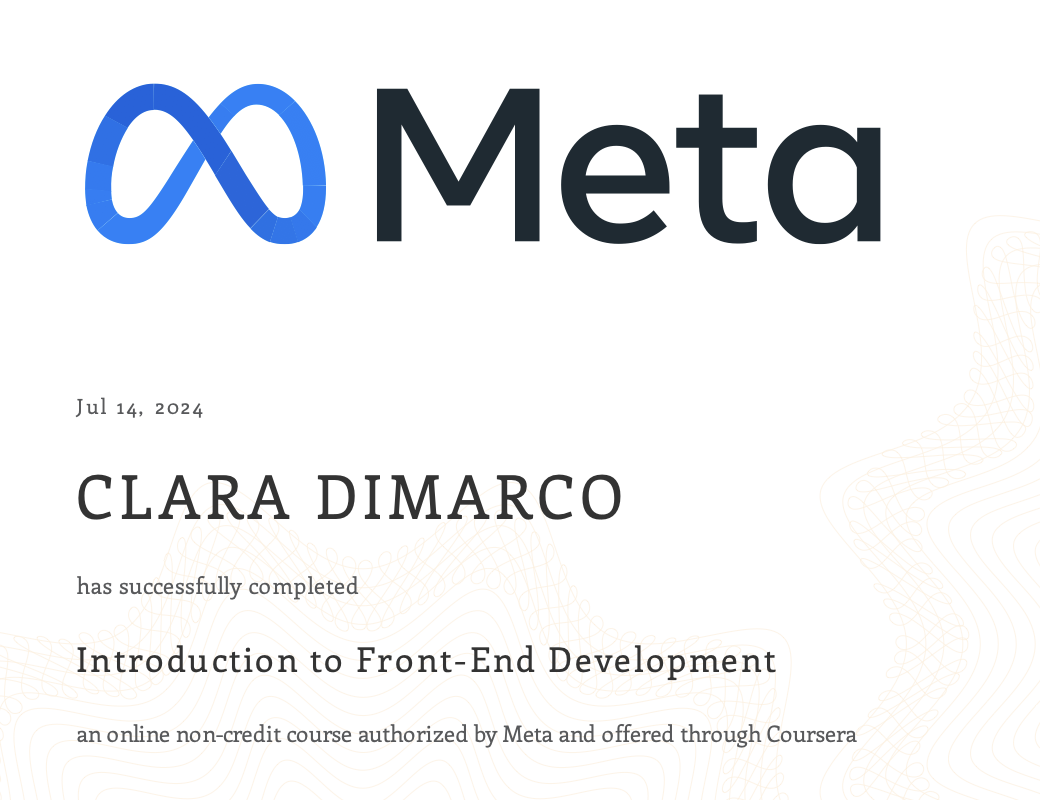 Meta
Jul 14, 2024
CLARA DIMARCO
has successfully completed
Introduction to Front-End Development
an online non-credit course authorized by Meta and offered through Coursera